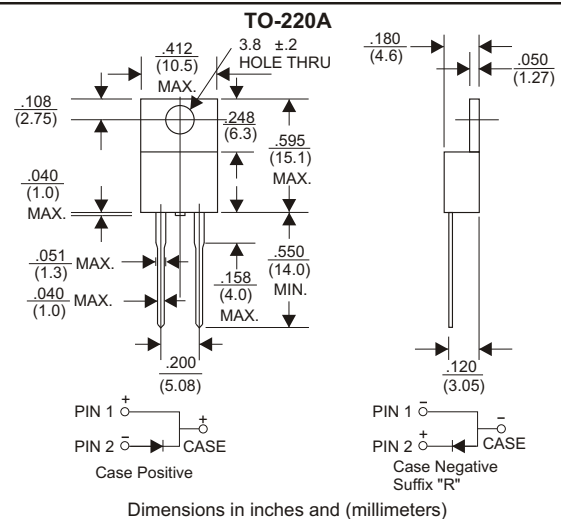 TO-220A
.412
(10.5)
MAX.
3.8 ±.2
HOLE THRU
.180
(4.6)
.050
(1.27)
.108
(2.75)
.248
(6.3)
.595
(15.1)
MAX.
.040
(1.0)
MAX.
.051
(1.3)
MAX.
.040
(1.0)
MAX.
.158
(4.0)
MAX.
.550
(14.0)
MIN.
.200
(5.08)
.120
(3.05)
PIN 1 +
PIN 2 -
+
CASE
Case Positive
PIN 1 -
PIN 2 +
-
CASE
Case Negative
Suffix "R"
Dimensions in inches and (millimeters)